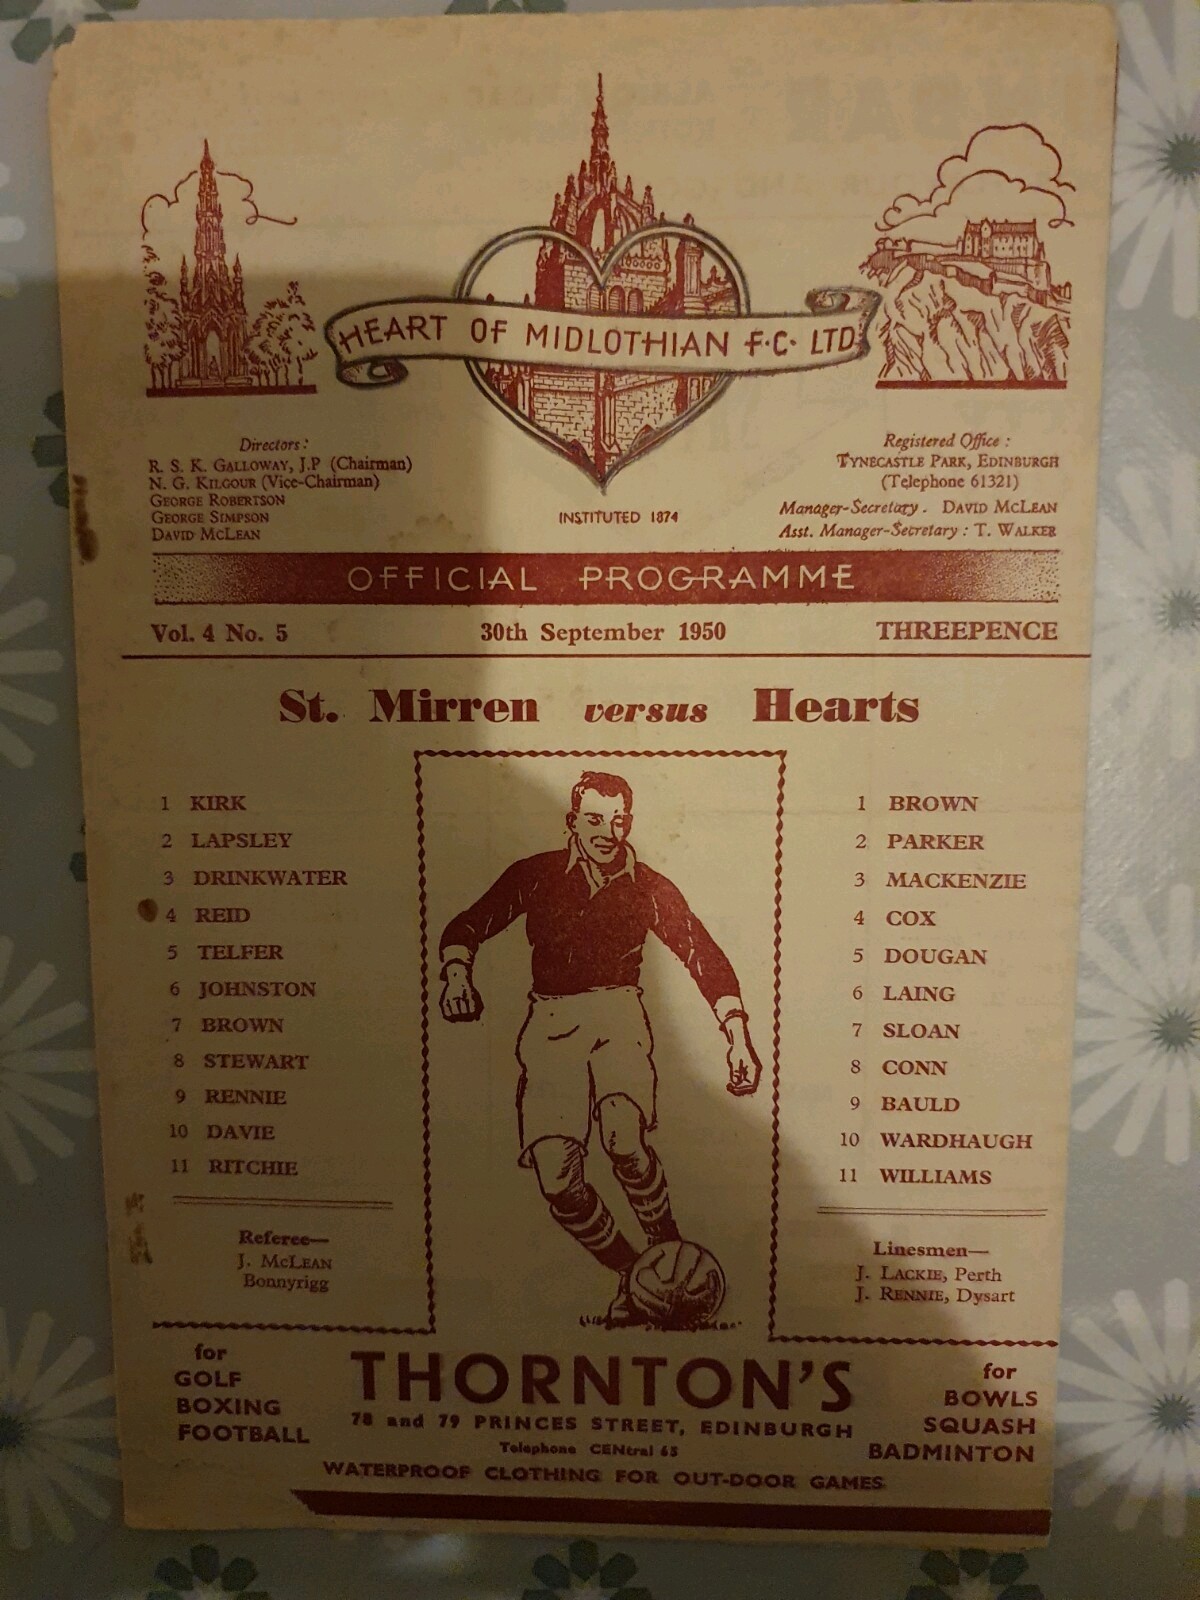 HEART OF MIDLOTHIAN F.C. LTD.
Directors:
R. S. K. GALLOWAY, J.P (Chairman)
N. G. KILGOUR (Vice-Chairman)
GEORGE ROBERTSON
GEORGE SIMPSON
DAVID MCLEAN
INSTITUTED 1874
Registered Office:
TYNECASTLE PARK, EDINBURGH
(Telephone 61321)
Manager-Secretary. DAVID MCLEAN
Asst. Manager-Secretary: T. WALKER
OFFICIAL PROGRAMME
Vol. 4 No. 5 30th September 1950 THREEPENCE
St. Mirren versus Hearts
1 KIRK
2 LAPSLEY
3 DRINKWATER
4 REID
5 TELFER
6 JOHNSTON
7 BROWN
8 STEWART
9 RENNIE
10 DAVIE
11 RITCHIE
Referee—
J. MCLEAN
Bonnyrigg
1 BROWN
2 PARKER
3 MACKENZIE
4 COX
5 DOUGAN
6 LAING
7 SLOAN
8 CONN
9 BAULD
10 WARDHAUGH
11 WILLIAMS
Linesmen—
J. LACKIE, Perth
J. RENNIE, Dysart
for
GOLF
BOXING
FOOTBALL
THORNTON'S
78 and 79 PRINCES STREET, EDINBURGH
Telephone CENtral 65
WATERPROOF CLOTHING FOR OUT-DOOR GAMES
for
BOWLS
SQUASH
BADMINTON